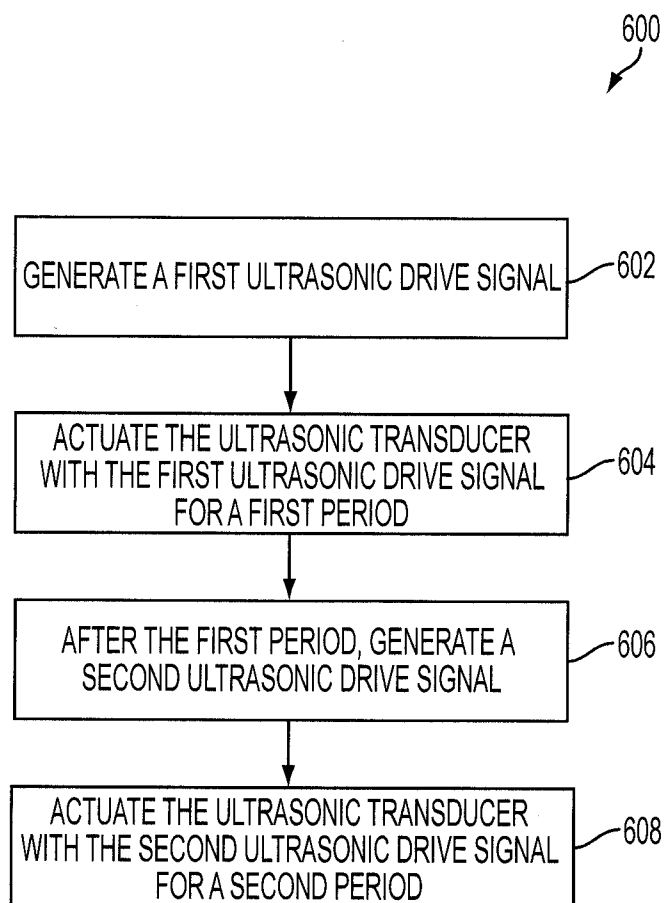 600
GENERATE A FIRST ULTRASONIC DRIVE SIGNAL
602
ACTUATE THE ULTRASONIC TRANSDUCER
WITH THE FIRST ULTRASONIC DRIVE SIGNAL
FOR A FIRST PERIOD
604
AFTER THE FIRST PERIOD, GENERATE A
SECOND ULTRASONIC DRIVE SIGNAL
606
ACTUATE THE ULTRASONIC TRANSDUCER
WITH THE SECOND ULTRASONIC DRIVE SIGNAL
FOR A SECOND PERIOD
608